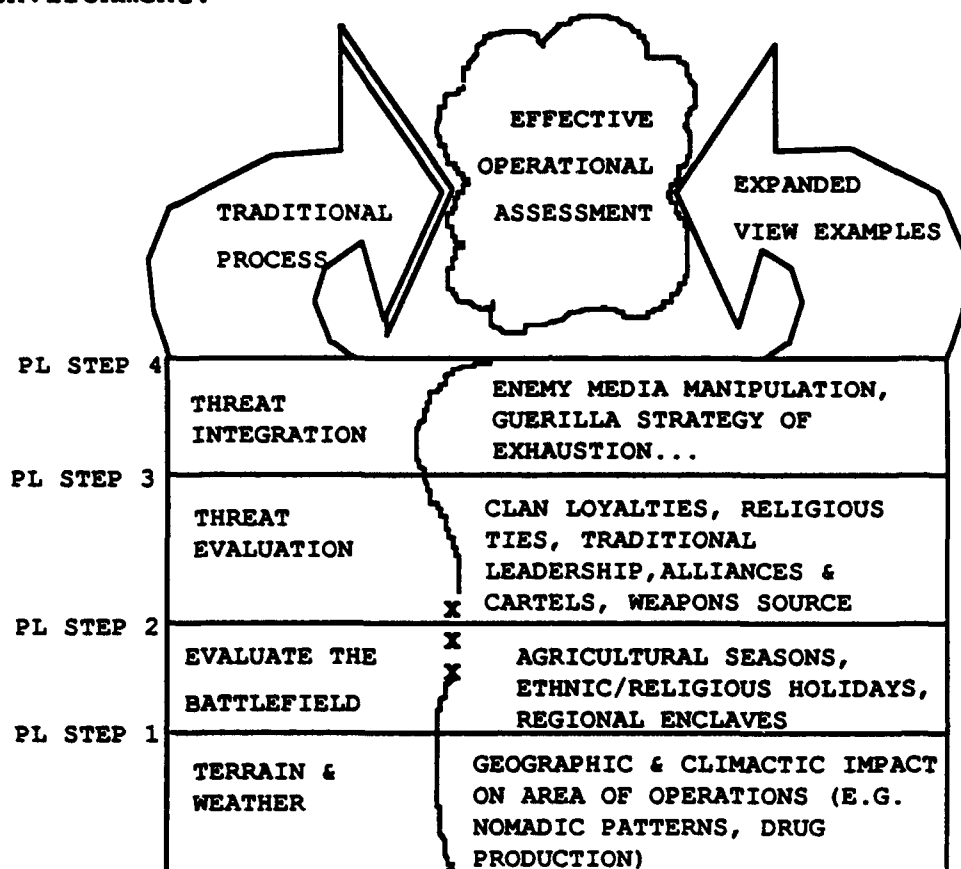 EFFECTIVE
OPERATIONAL
ASSESSMENT
TRADITIONAL
PROCESS
EXPANDED
VIEW EXAMPLES
PL STEP 4
THREAT
INTEGRATION
ENEMY MEDIA MANIPULATION,
GUERILLA STRATEGY OF
EXHAUSTION...
PL STEP 3
THREAT
EVALUATION
CLAN LOYALTIES, RELIGIOUS
TIES, TRADITIONAL
LEADERSHIP,ALLIANCES &
CARTELS, WEAPONS SOURCE
x
PL STEP 2
x
x
EVALUATE THE
BATTLEFIELD
AGRICULTURAL SEASONS,
ETHNIC/RELIGIOUS HOLIDAYS,
REGIONAL ENCLAVES
PL STEP 1
TERRAIN &
WEATHER
GEOGRAPHIC & CLIMACTIC IMPACT
ON AREA OF OPERATIONS (E.G.
NOMADIC PATTERNS, DRUG
PRODUCTION)